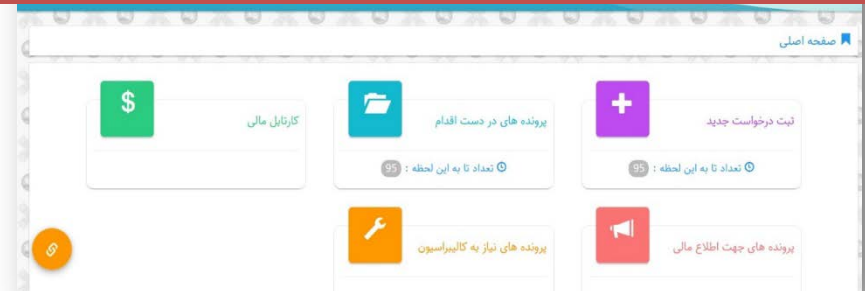 صفحه اصلی
ثبت درخواست جدید
تعداد تا به این لحظه : 95
پرونده های در دست اقدام
تعداد تا به این لحظه : 95
کارتابل مالی
$
پرونده های جهت اطلاع مالی
پرونده های نیاز به کالیبراسیون